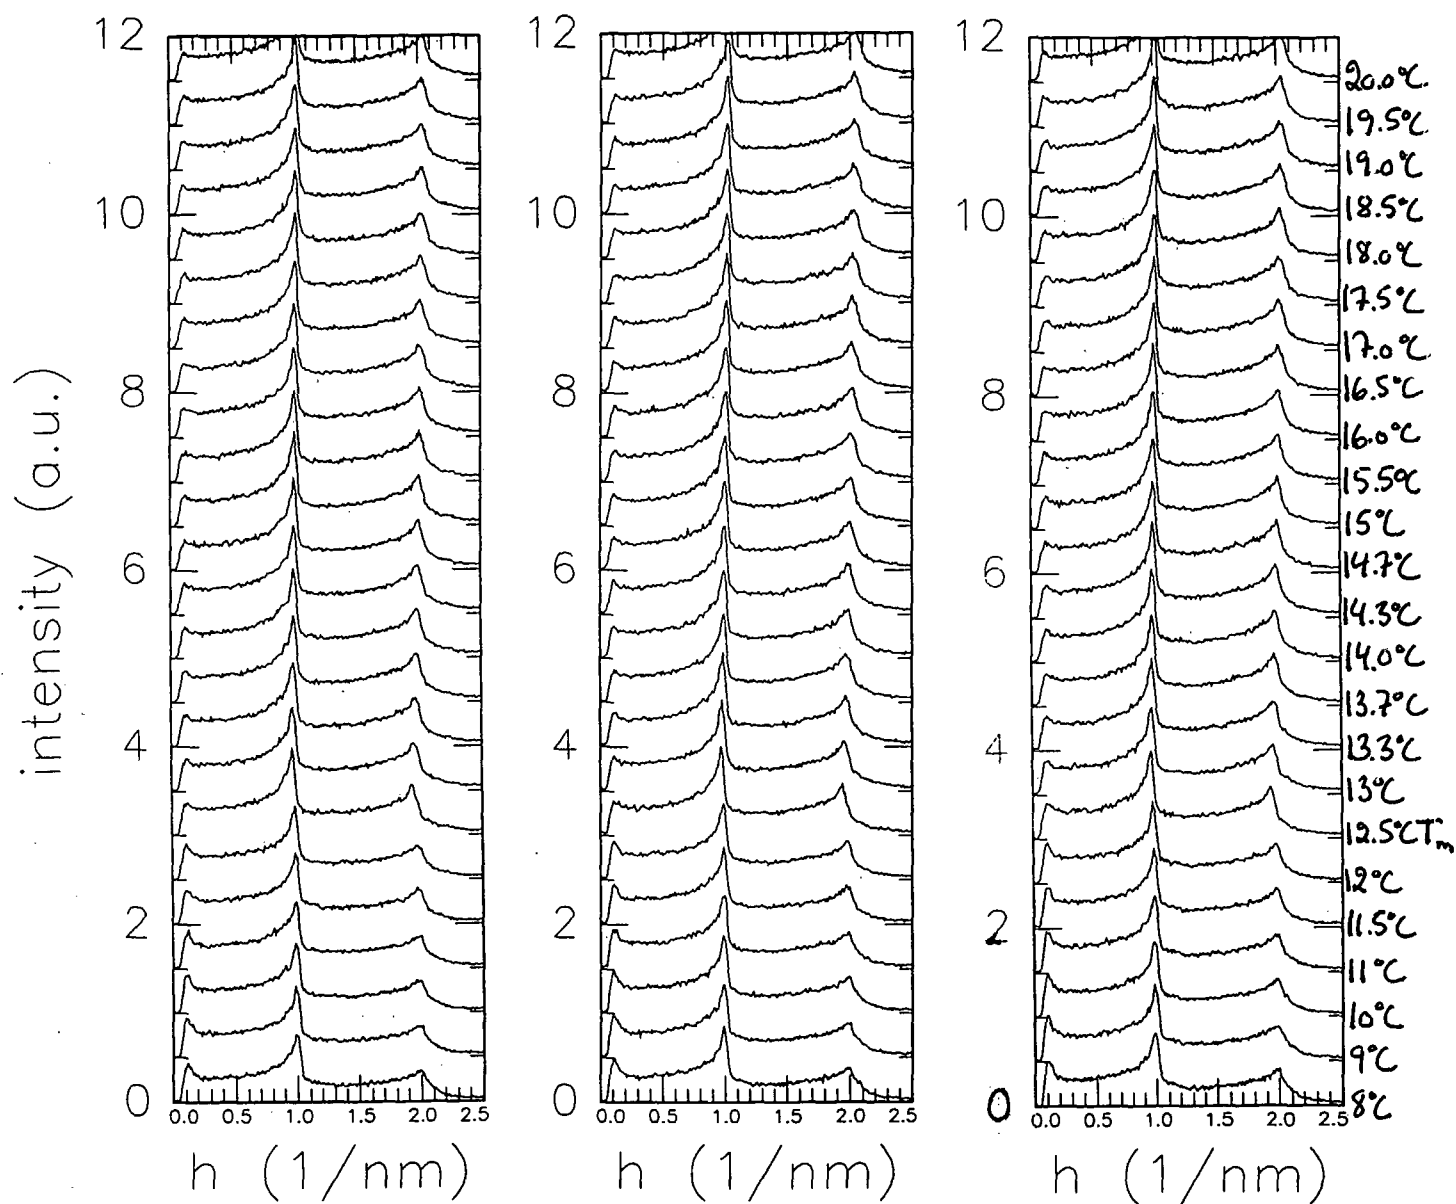 intensity (a.u.)
12
10
8
6
4
2
0
0.0 0.5 1.0 1.5 2.0 2.5
h (1/nm)
12
10
8
6
4
2
0
0.0 0.5 1.0 1.5 2.0 2.5
h (1/nm)
12
10
8
6
4
2
0
0.0 0.5 1.0 1.5 2.0 2.5
h (1/nm)
20.0°C.
19.5°C
19.0°C
18.5°C
18.0°C
17.5°C
17.0°C
16.5°C
16.0°C
15.5°C
15°C
14.7°C
14.3°C
14.0°C
13.7°C
13.3°C
13°C
12.5°C Tm
12°C
11.5°C
11°C
10°C
9°C
8°C